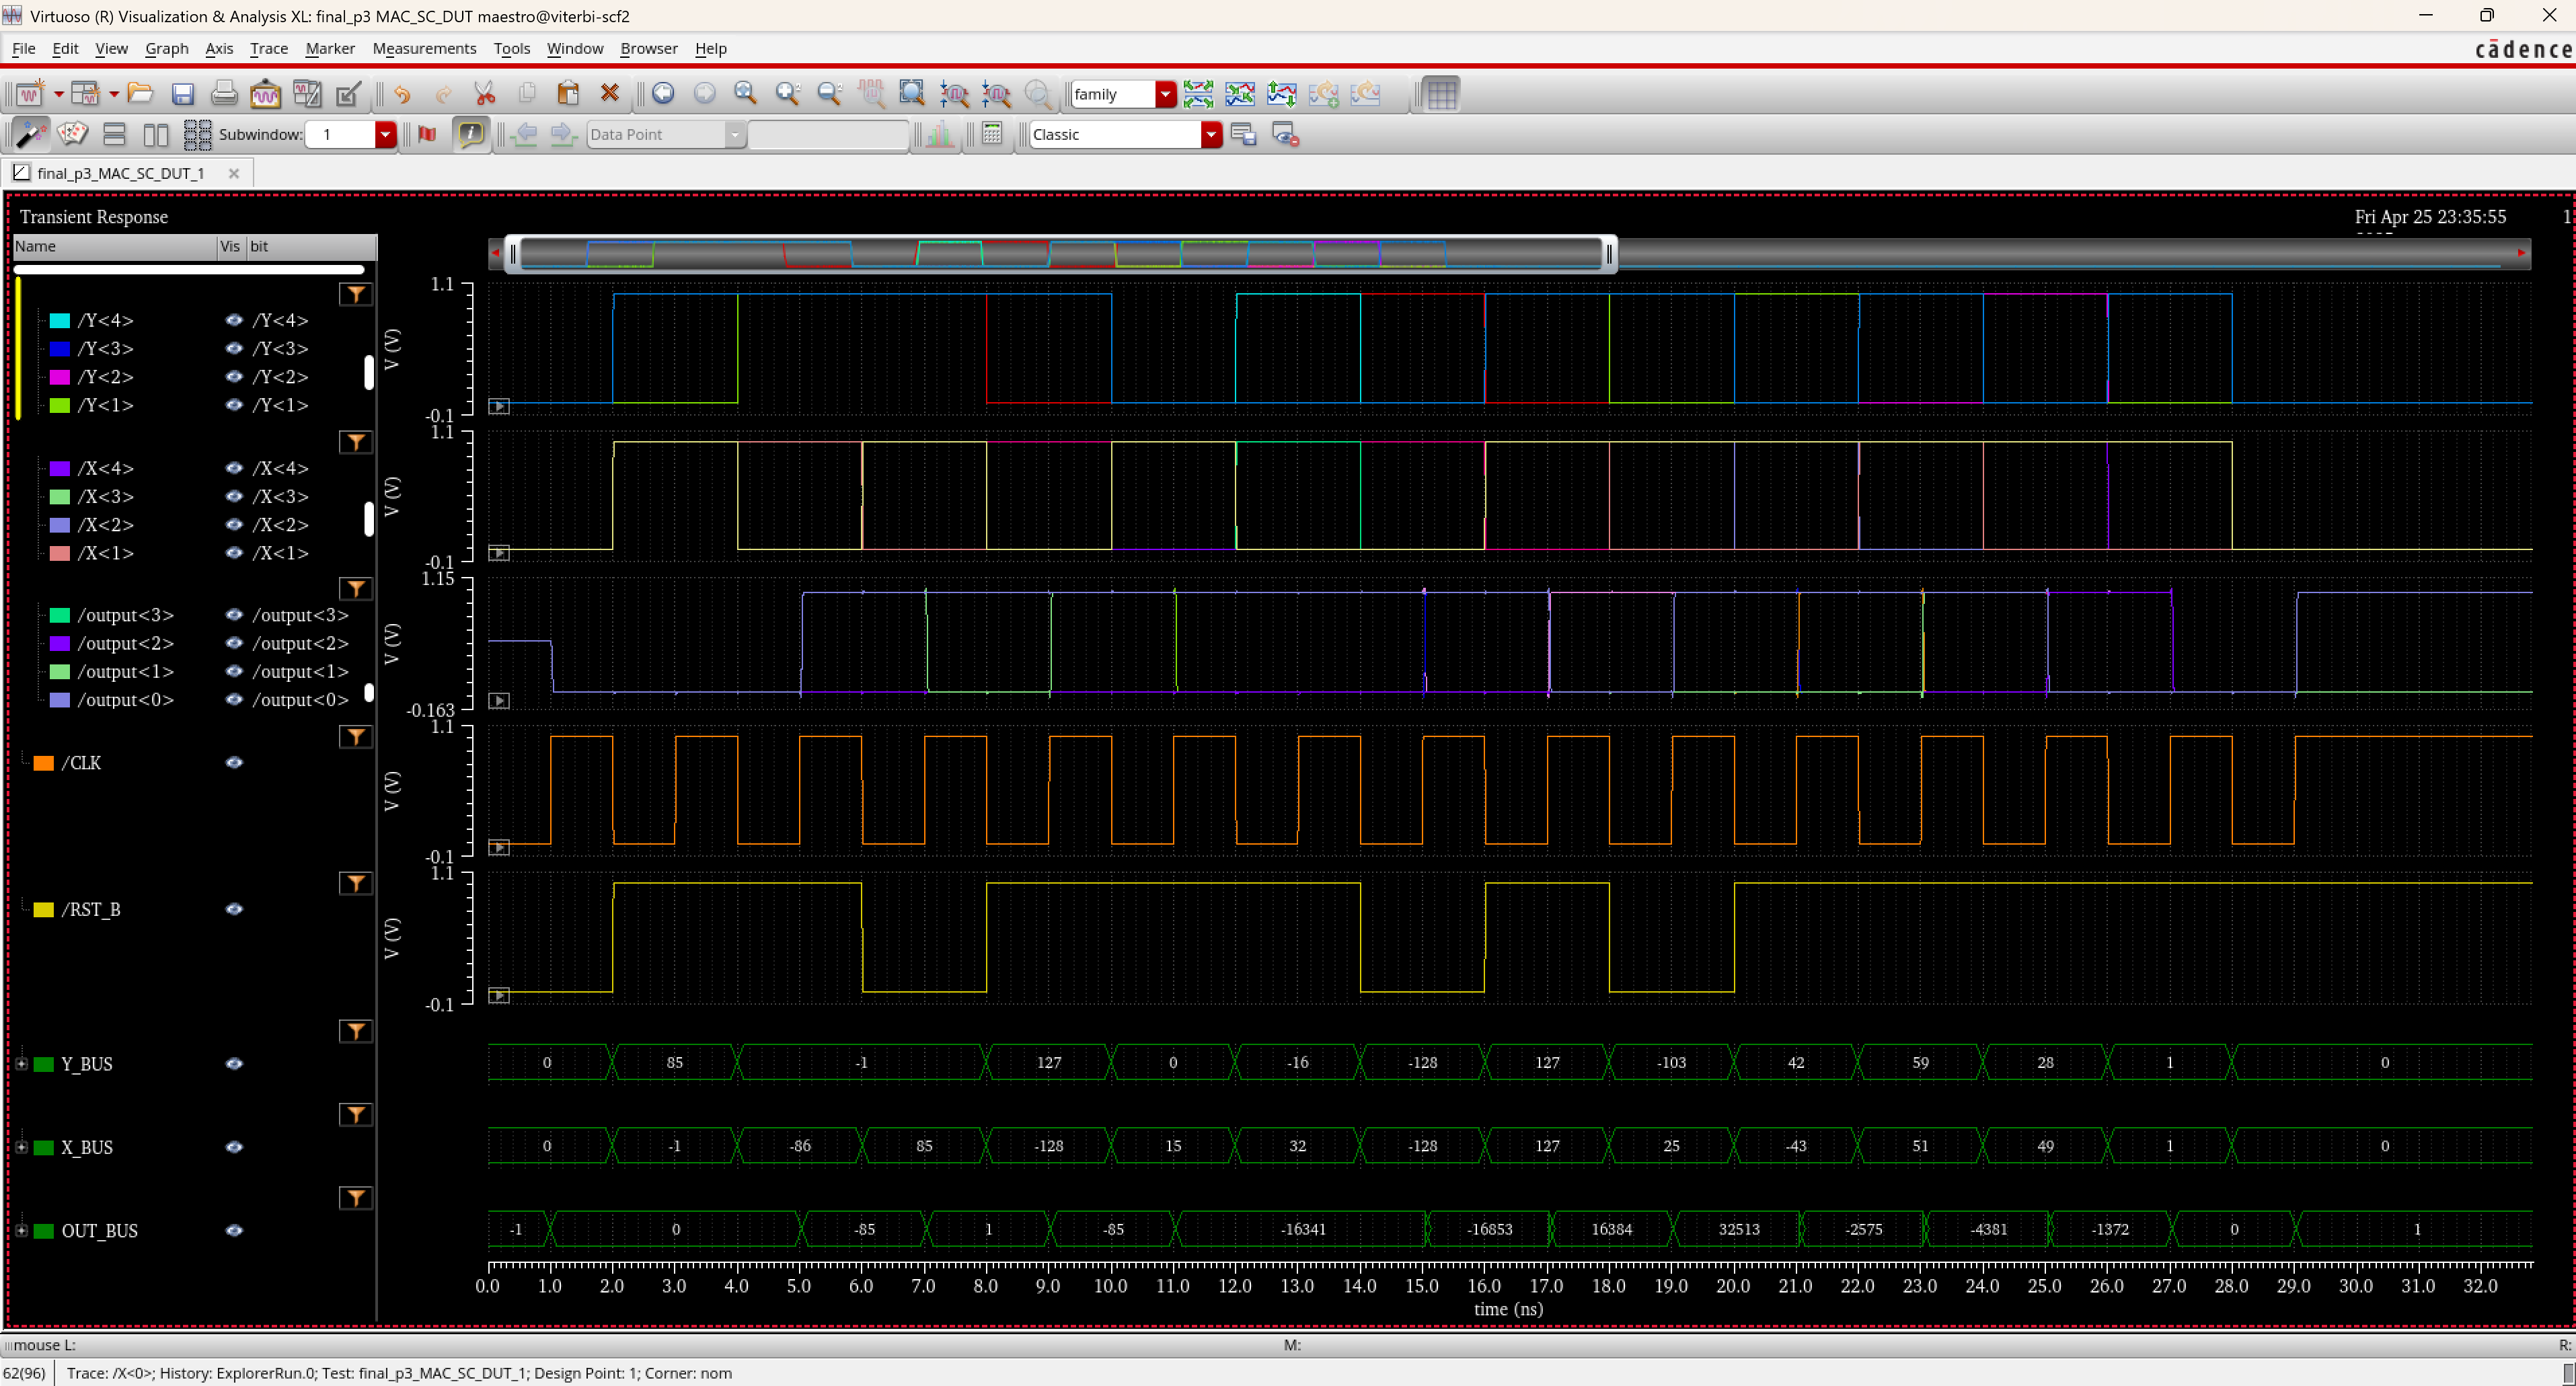 Virtuoso (R) Visualization & Analysis XL: final_p3 MAC_SC_DUT maestro@viterbi-scf2
File Edit View Graph Axis Trace Marker Measurements Tools Window Browser Help
cādence
family
Subwindow: 1 Data Point Classic
final_p3_MAC_SC_DUT_1
Transient Response Fri Apr 25 23:35:55 1
Name Vis bit
/Y<4> /Y<4>
/Y<3> /Y<3>
/Y<2> /Y<2>
/Y<1> /Y<1>
1.1
V (V)
-0.1
/X<4> /X<4>
/X<3> /X<3>
/X<2> /X<2>
/X<1> /X<1>
1.1
V (V)
-0.1
/output<3> /output<3>
/output<2> /output<2>
/output<1> /output<1>
/output<0> /output<0>
1.15
V (V)
-0.163
/CLK
1.1
V (V)
-0.1
/RST_B
1.1
V (V)
-0.1
Y_BUS 0 85 -1 127 0 -16 -128 127 -103 42 59 28 1 0
X_BUS 0 -1 -86 85 -128 15 32 -128 127 25 -43 51 49 1 0
OUT_BUS -1 0 -85 1 -85 -16341 -16853 16384 32513 -2575 -4381 -1372 0 1
0.0 1.0 2.0 3.0 4.0 5.0 6.0 7.0 8.0 9.0 10.0 11.0 12.0 13.0 14.0 15.0 16.0 17.0 18.0 19.0 20.0 21.0 22.0 23.0 24.0 25.0 26.0 27.0 28.0 29.0 30.0 31.0 32.0
time (ns)
mouse L: M: R:
62(96) Trace: /X<0>; History: ExplorerRun.0; Test: final_p3_MAC_SC_DUT_1; Design Point: 1; Corner: nom